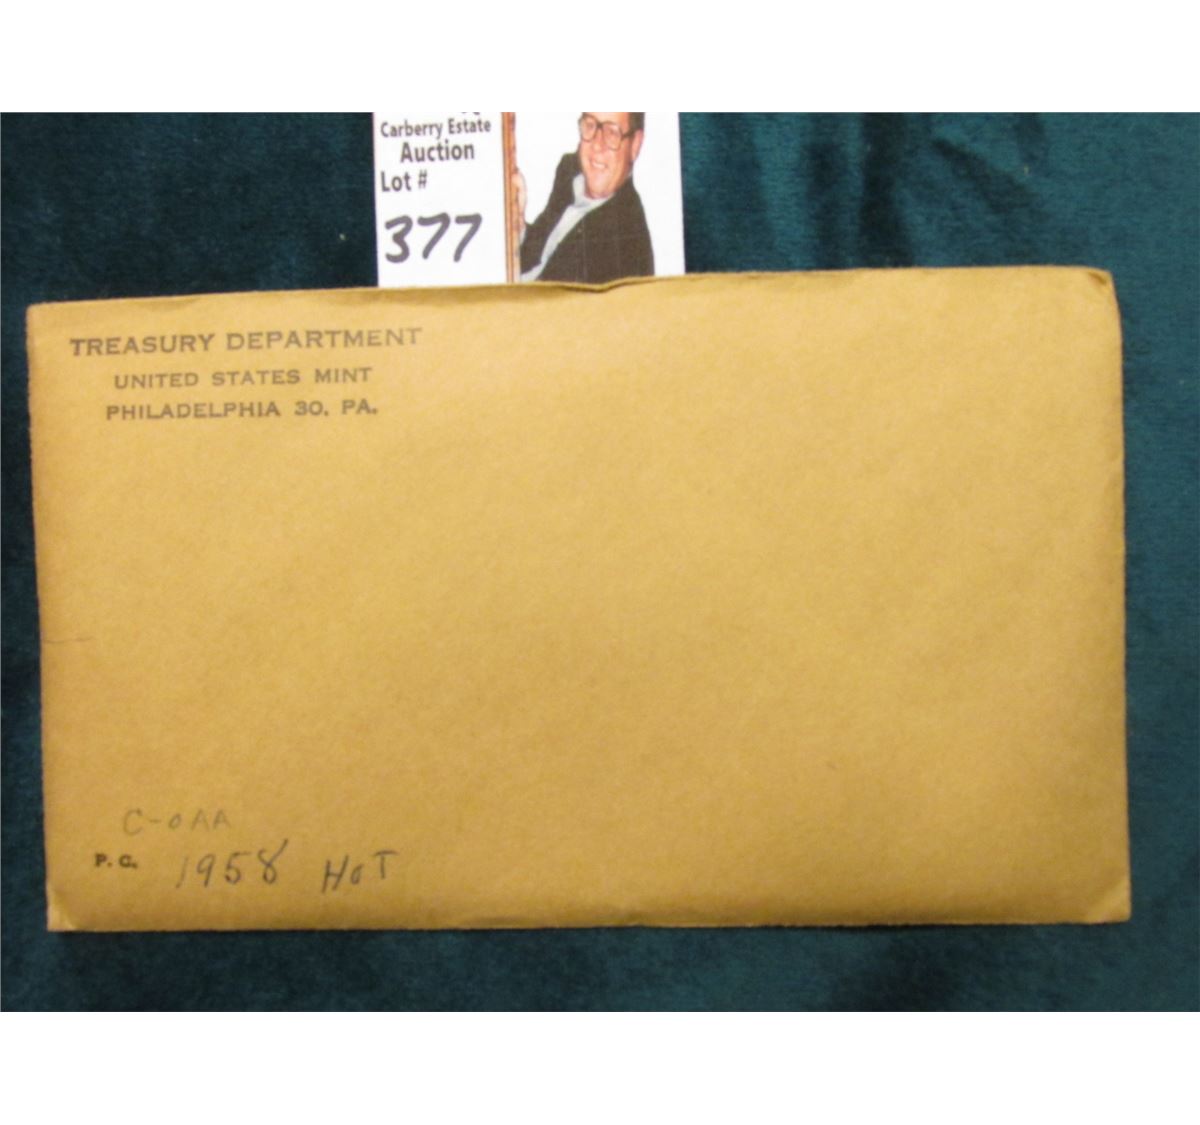 Carberry Estate
Auction
Lot #
377
TREASURY DEPARTMENT
UNITED STATES MINT
PHILADELPHIA 30, PA.
C-OAA
P. C. 1958 HOT